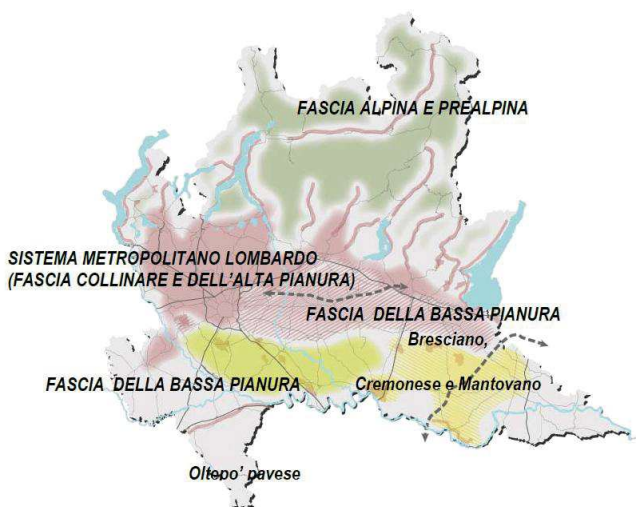 FASCIA ALPINA E PREALPINA
SISTEMA METROPOLITANO LOMBARDO
(FASCIA COLLINARE E DELL'ALTA PIANURA)
FASCIA DELLA BASSA PIANURA
Bresciano,
Cremonese e Mantovano
FASCIA DELLA BASSA PIANURA
Oltepo' pavese